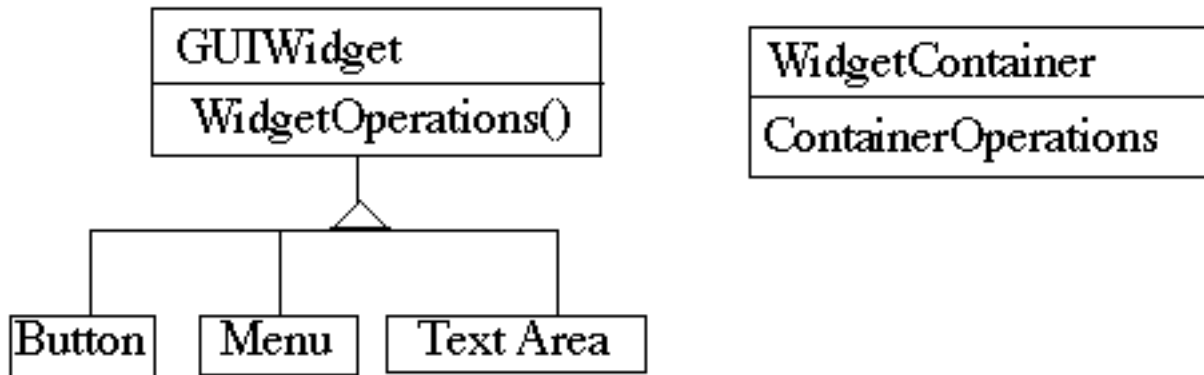 GUIWidget
WidgetOperations()
WidgetContainer
ContainerOperations
Button
Menu
Text Area